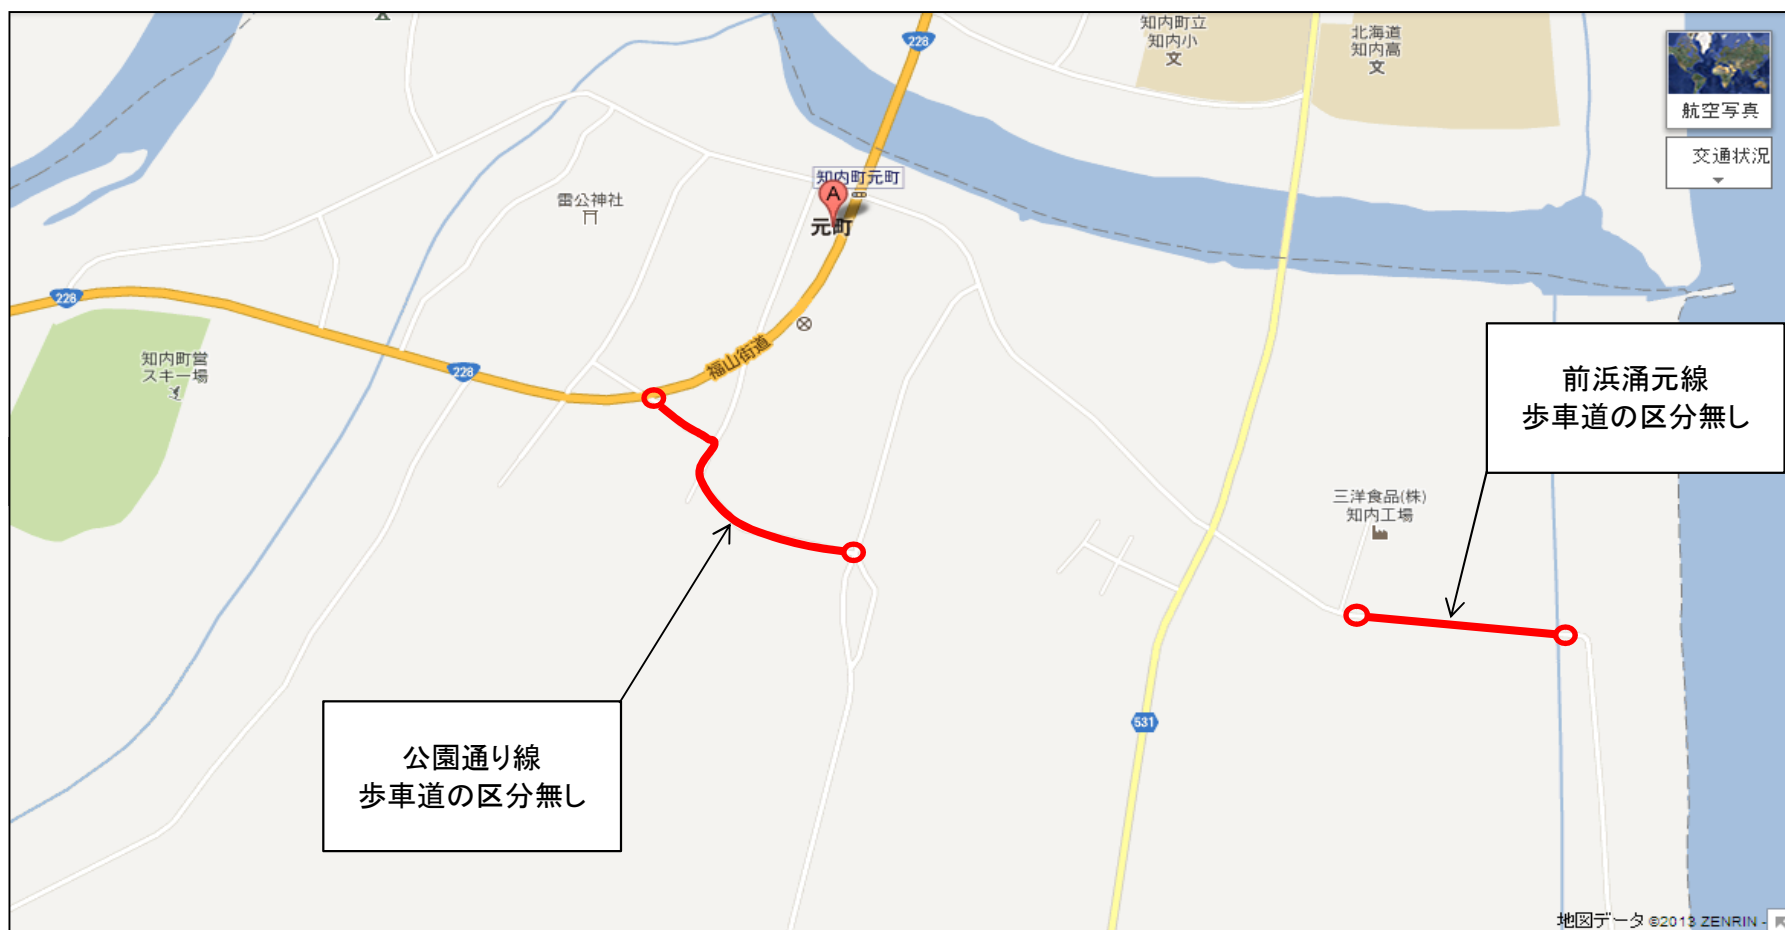 知内町立
知内小
文
北海道
知内高
文
228
航空写真
交通状況
知内町元町
A
元町
雷公神社
228
福山街道
知内町営
スキー場
228
前浜涌元線
歩車道の区分無し
三洋食品(株)
知内工場
531
公園通り線
歩車道の区分無し
地図データ ©2013 ZENRIN -